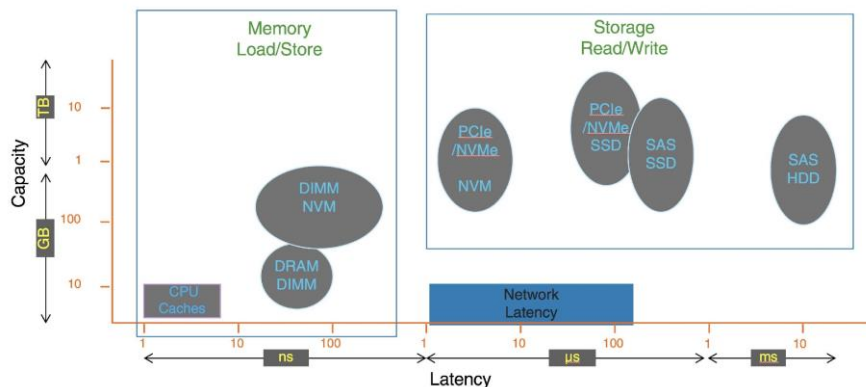 Memory
Load/Store
Storage
Read/Write
Capacity
TB
GB
10
1
100
10
DIMM
NVM
DRAM
DIMM
CPU
Caches
PCIe
/NVMe
NVM
PCIe
/NVMe
SSD
SAS
SSD
SAS
HDD
Network
Latency
1
10
100
1
10
100
1
10
ns
µs
ms
Latency